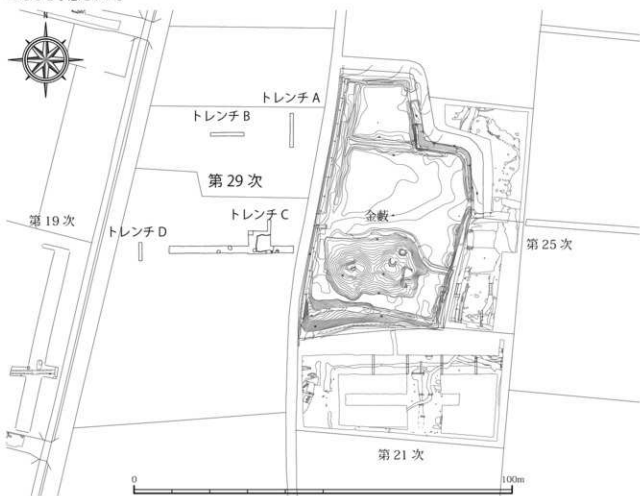 トレンチ A
トレンチ B
第 29 次
トレンチ C
トレンチ D
第 19 次
金藪
第 25 次
第 21 次
0
100m